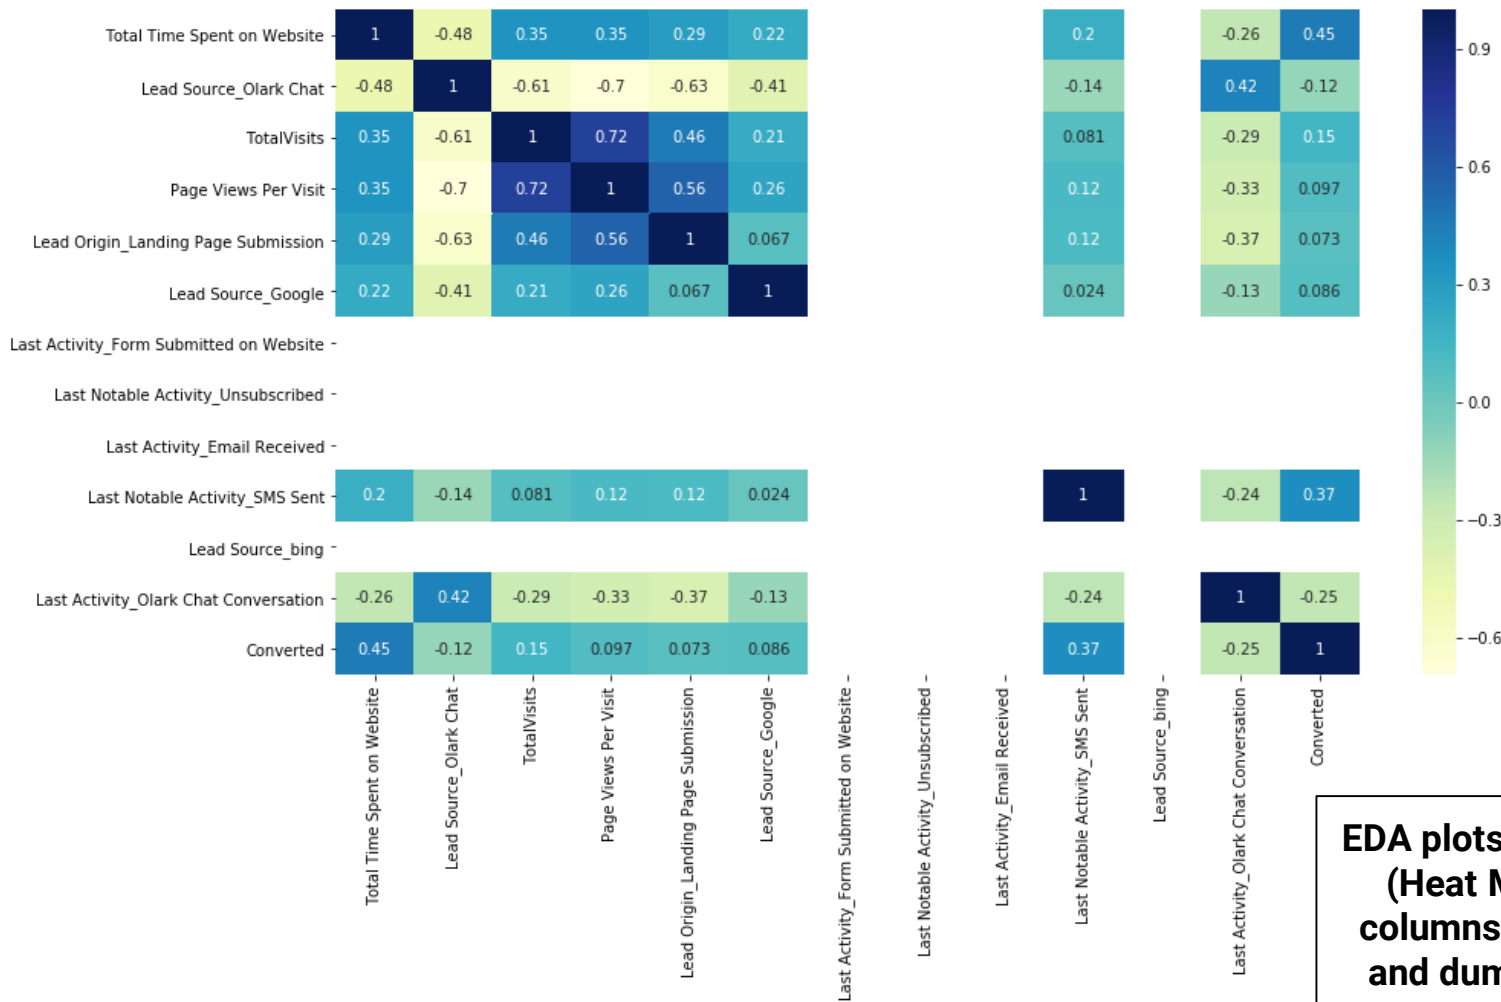 Total Time Spent on Website 1 -0.48 0.35 0.35 0.29 0.22 0.2 -0.26 0.45
Lead Source_Olark Chat -0.48 1 -0.61 -0.7 -0.63 -0.41 -0.14 0.42 -0.12
TotalVisits 0.35 -0.61 1 0.72 0.46 0.21 0.081 -0.29 0.15
Page Views Per Visit 0.35 -0.7 0.72 1 0.56 0.26 0.12 -0.33 0.097
Lead Origin_Landing Page Submission 0.29 -0.63 0.46 0.56 1 0.067 0.12 -0.37 0.073
Lead Source_Google 0.22 -0.41 0.21 0.26 0.067 1 0.024 -0.13 0.086
Last Activity_Form Submitted on Website
Last Notable Activity_Unsubscribed
Last Activity_Email Received
Last Notable Activity_SMS Sent 0.2 -0.14 0.081 0.12 0.12 0.024 1 -0.24 0.37
Lead Source_bing
Last Activity_Olark Chat Conversation -0.26 0.42 -0.29 -0.33 -0.37 -0.13 -0.24 1 -0.25
Converted 0.45 -0.12 0.15 0.097 0.073 0.086 0.37 -0.25 1
Total Time Spent on Website
Lead Source_Olark Chat
TotalVisits
Page Views Per Visit
Lead Origin_Landing Page Submission
Lead Source_Google
Last Activity_Form Submitted on Website
Last Notable Activity_Unsubscribed
Last Activity_Email Received
Last Notable Activity_SMS Sent
Lead Source_bing
Last Activity_Olark Chat Conversation
Converted
0.9
0.6
0.3
0.0
−0.3
−0.6
EDA plots
(Heat
columns
and